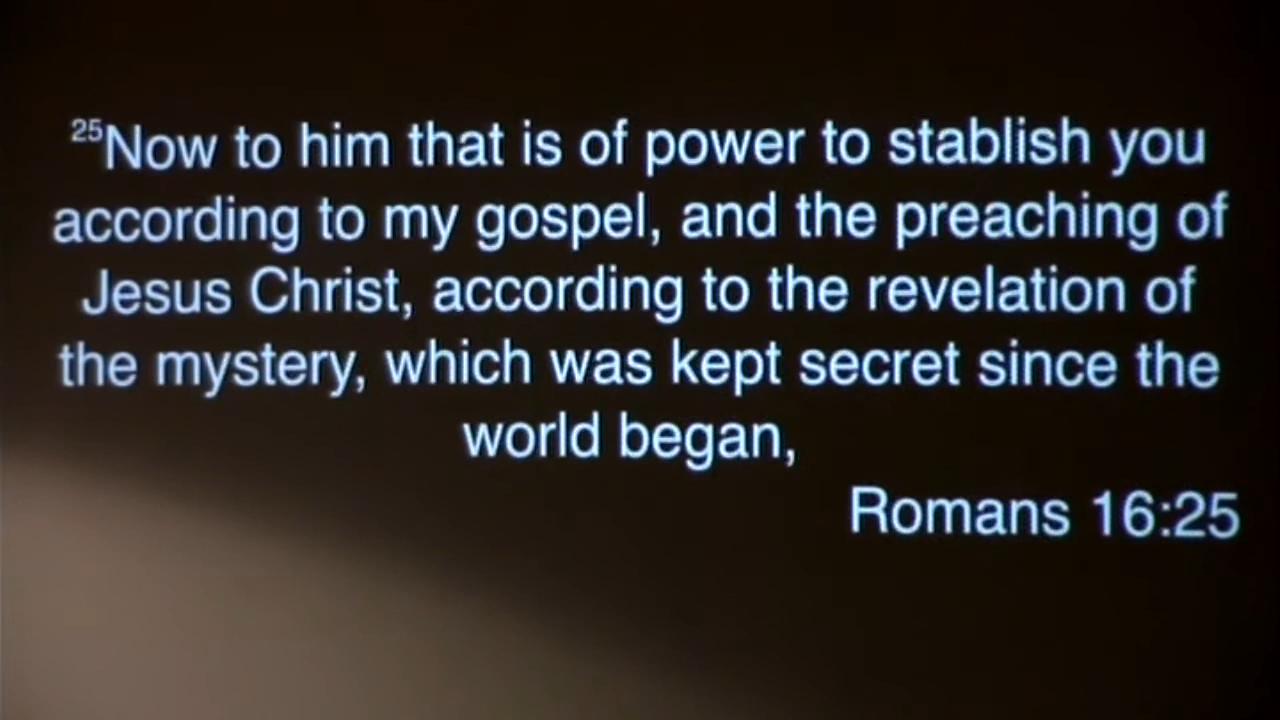 25Now to him that is of power to stablish you
according to my gospel, and the preaching of
Jesus Christ, according to the revelation of
the mystery, which was kept secret since the
world began,
Romans 16:25